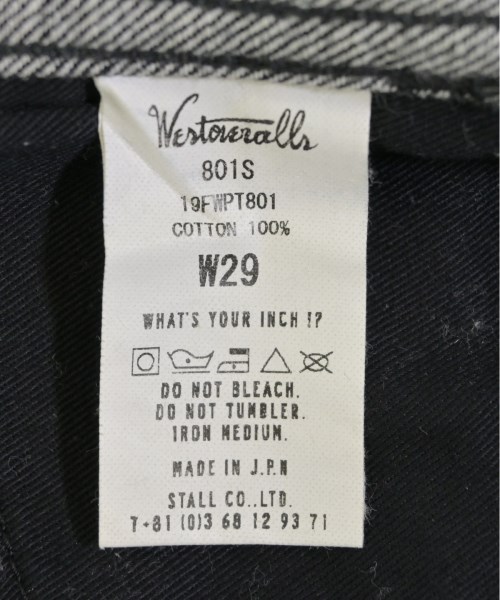 Westoveralls
801S
19FWPT801
COTTON 100%
W29
WHAT'S YOUR INCH !?
DO NOT BLEACH.
DO NOT TUMBLER.
IRON MEDIUM.
MADE IN J.P.N
STALL CO..LTD.
T+81 (0)3 68 12 93 71